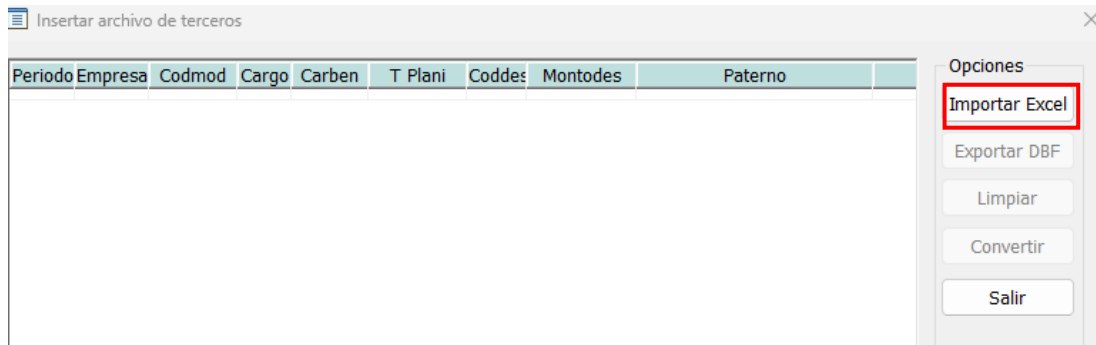 Insertar archivo de terceros
Periodo Empresa Codmod Cargo Carben T Plani Coddes Montodes Paterno
Opciones
Importar Excel
Exportar DBF
Limpiar
Convertir
Salir